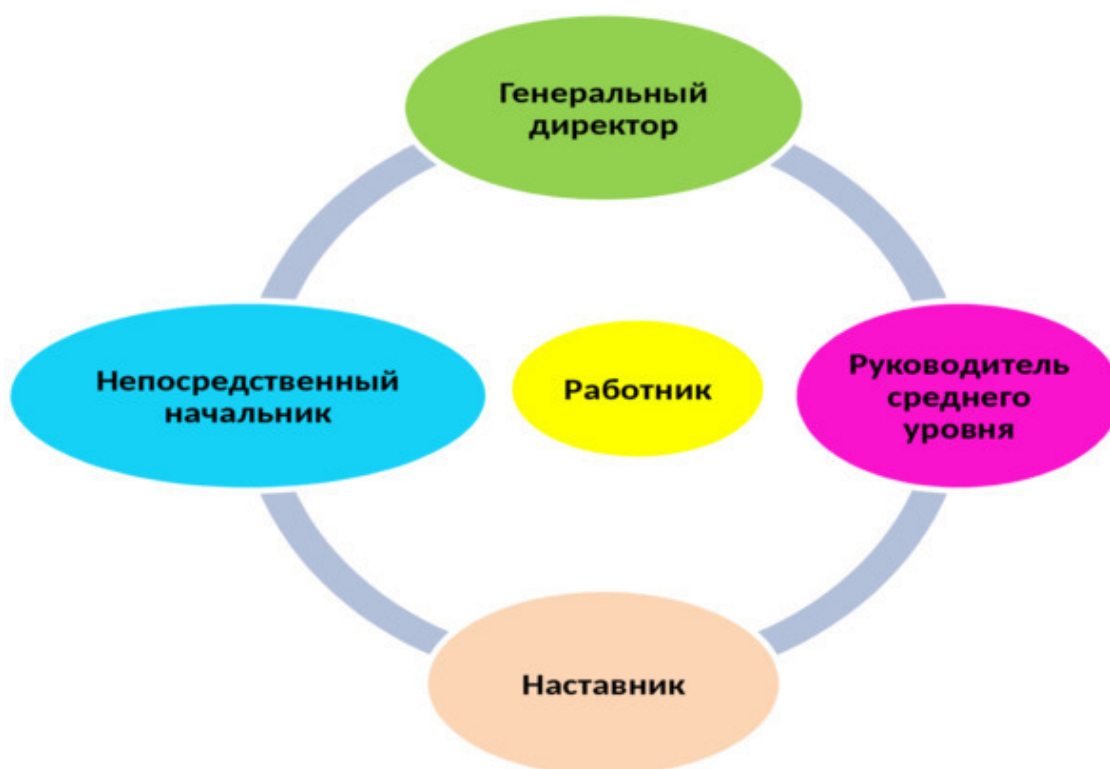 Генеральный
директор
Непосредственный
начальник
Работник
Руководитель
среднего
уровня
Наставник